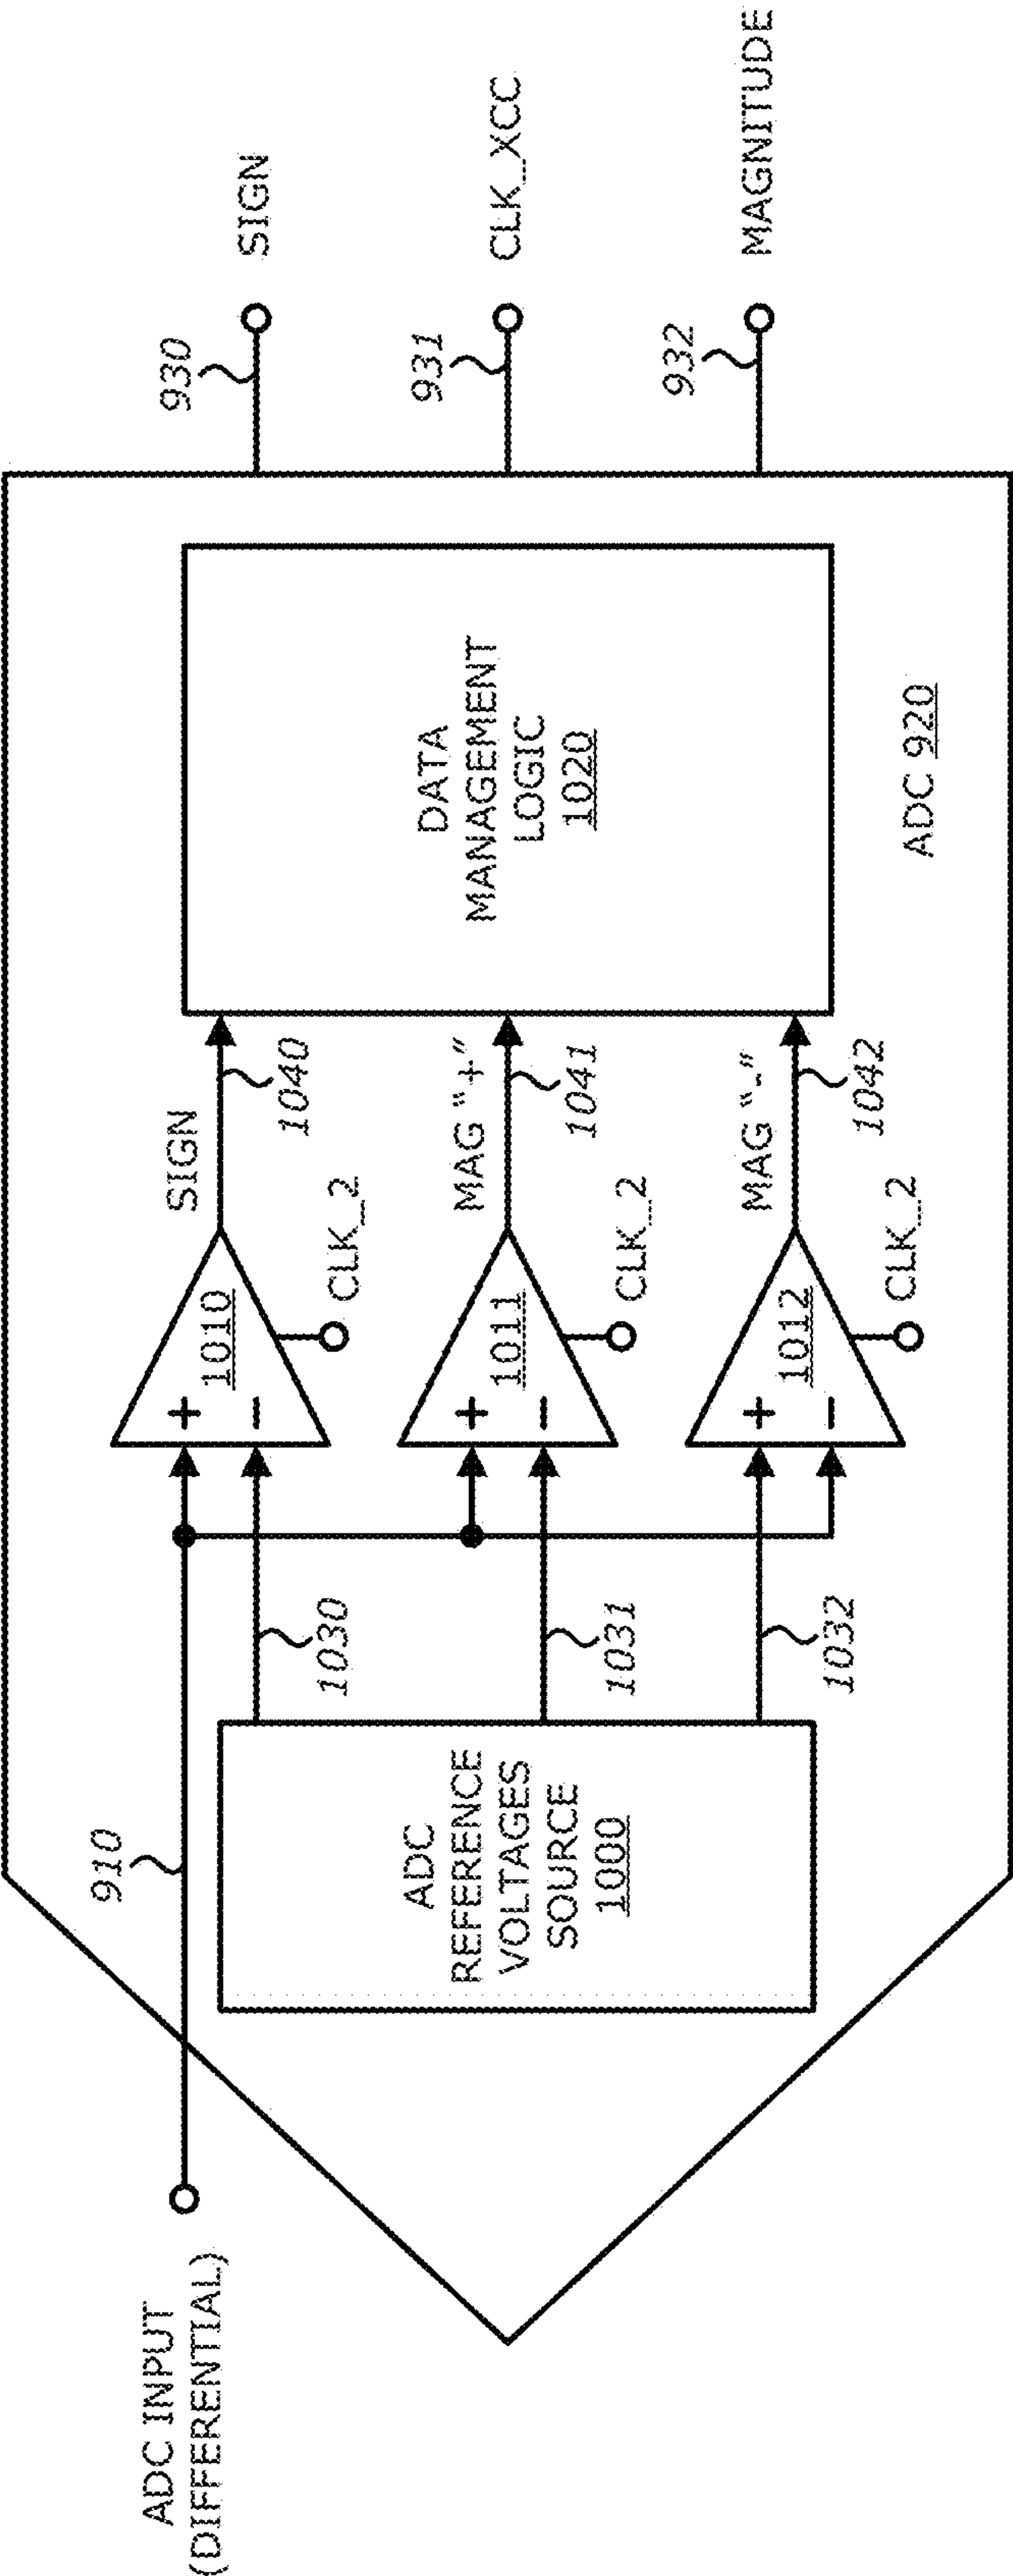 ADC INPUT
(DIFFERENTIAL)
910
ADC
REFERENCE
VOLTAGES
SOURCE
1000
1030
1031
1032
+
−
1010
CLK_2
+
−
1011
CLK_2
+
−
1012
CLK_2
SIGN
1040
MAG “+”
1041
MAG “-”
1042
DATA
MANAGEMENT
LOGIC
1020
ADC 920
930
SIGN
931
CLK_XCC
932
MAGNITUDE